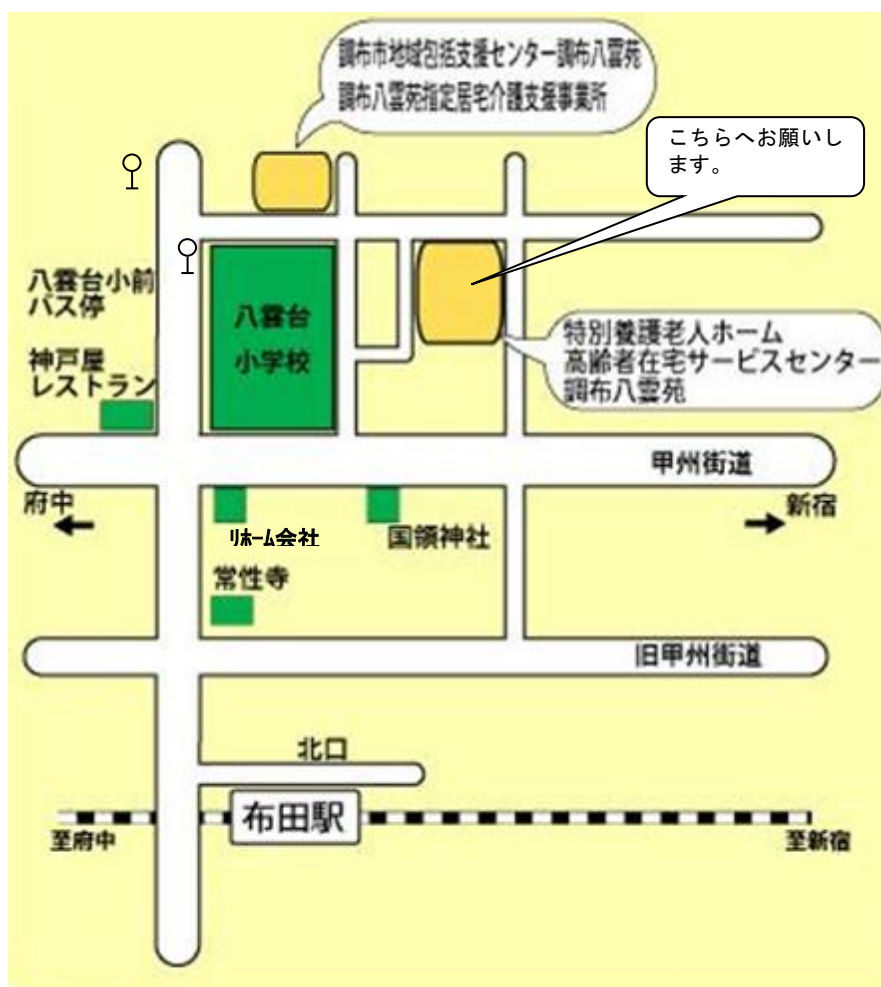 調布市地域包括支援センター調布八雲苑
調布八雲苑指定居宅介護支援事業所
こちらへお願いし
ます。
八雲台小前
バス停
八雲台
小学校
特別養護老人ホーム
高齢者在宅サービスセンター
調布八雲苑
神戸屋
レストラン
甲州街道
府中
新宿
リホーム会社
国領神社
常性寺
旧甲州街道
北口
布田駅
至府中
至新宿